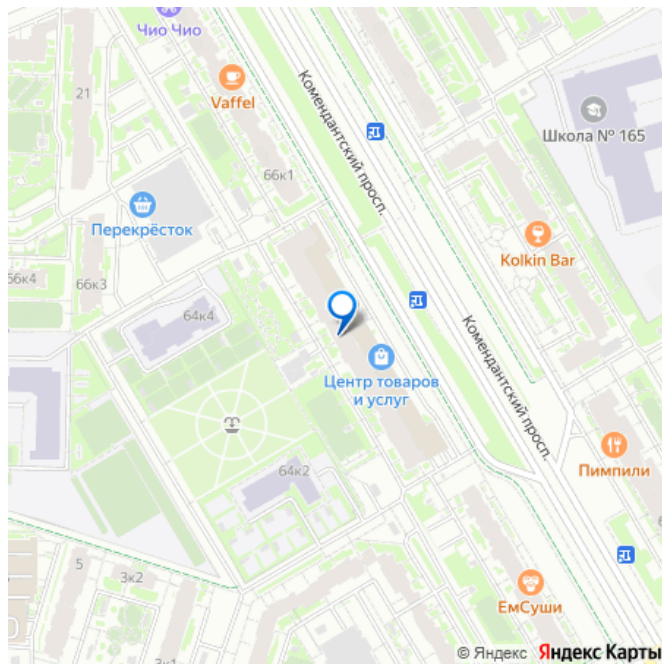 Чио Чио
21
Vaffel
Комендантский просп.
Школа № 165
66к1
Перекрёсток
Kolkin Bar
66к4
66к3
64к4
Комендантский просп.
Центр товаров
и услуг
Пимпили
64к2
5
3к2
ЕмСуши
3к1
© Яндекс Яндекс Карты